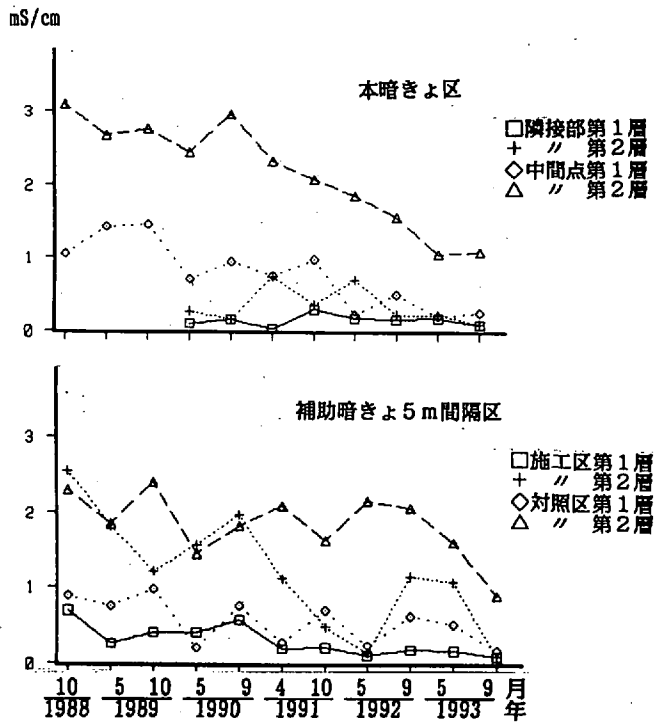 mS/cm
本暗きょ区
3
2
1
0
□隣接部第1層
+ 〃 第2層
◇中間点第1層
△ 〃 第2層
補助暗きょ5m間隔区
3
2
1
0
□施工区第1層
+ 〃 第2層
◇対照区第1層
△ 〃 第2層
10 5 10 5 9 4 10 5 9 5 9 月
1988 1989 1990 1991 1992 1993 年